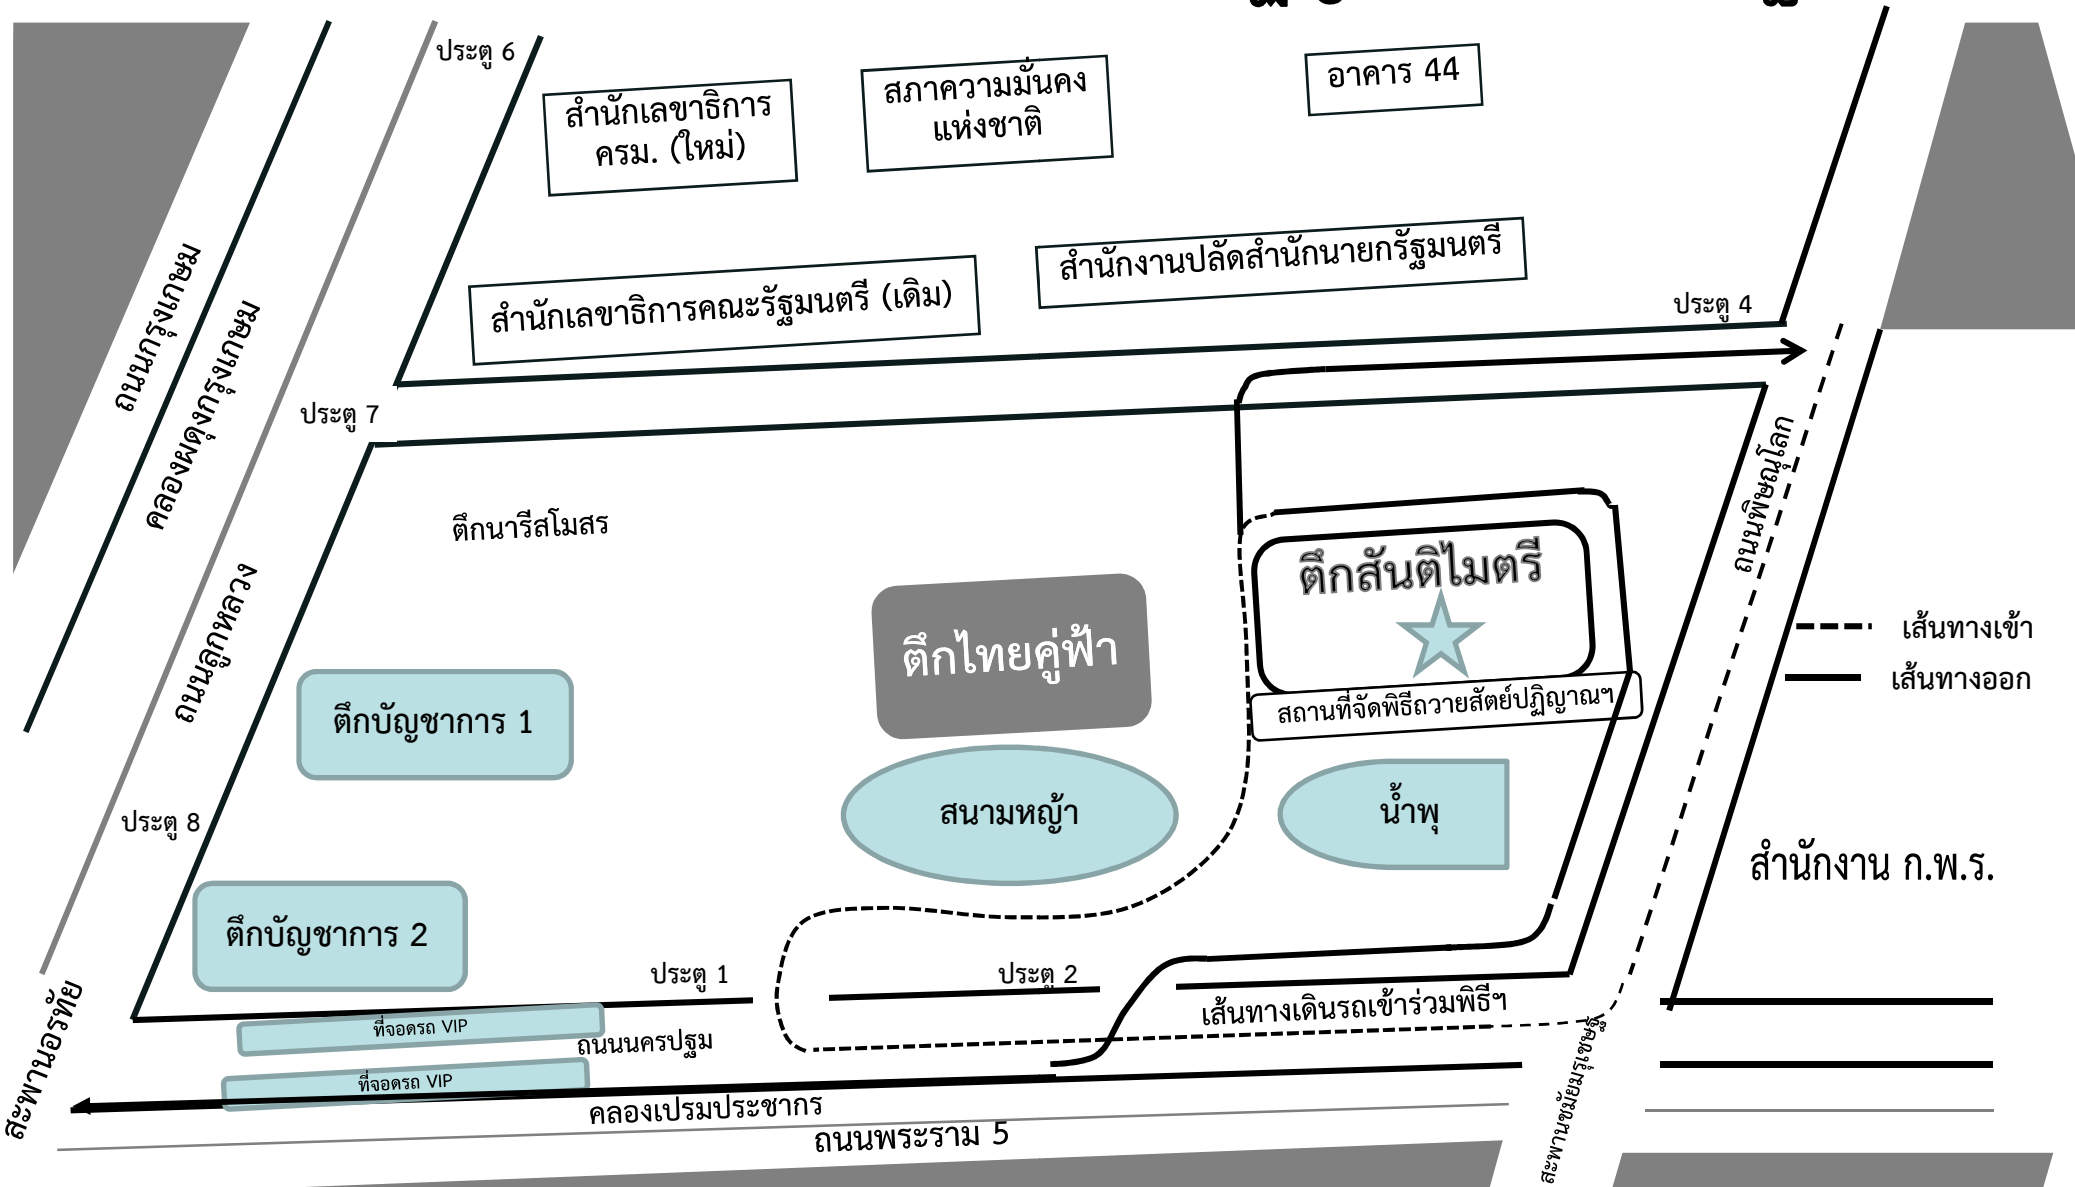 ประตู 6
สำนักเลขาธิการ
ครม. (ใหม่)
สภาความมั่นคง
แห่งชาติ
อาคาร 44
สำนักเลขาธิการคณะรัฐมนตรี (เดิม)
สำนักงานปลัดสำนักนายกรัฐมนตรี
ประตู 4
ถนนกรุงเกษม
คลองผดุงกรุงเกษม
ประตู 7
ถนนลูกหลวง
ตึกนารีสโมสร
ตึกไทยคู่ฟ้า
ตึกสันติไมตรี
สถานที่จัดพิธีถวายสัตย์ปฏิญาณฯ
ถนนพิษณุโลก
เส้นทางเข้า
เส้นทางออก
ตึกบัญชาการ 1
สนามหญ้า
น้ำพุ
ประตู 8
สำนักงาน ก.พ.ร.
ตึกบัญชาการ 2
ประตู 1
ประตู 2
เส้นทางเดินรถเข้าร่วมพิธีฯ
ที่จอดรถ VIP
ถนนนครปฐม
ที่จอดรถ VIP
สะพานอรทัย
คลองเปรมประชากร
ถนนพระราม 5
สะพานชมัยมรุเชษฐ์